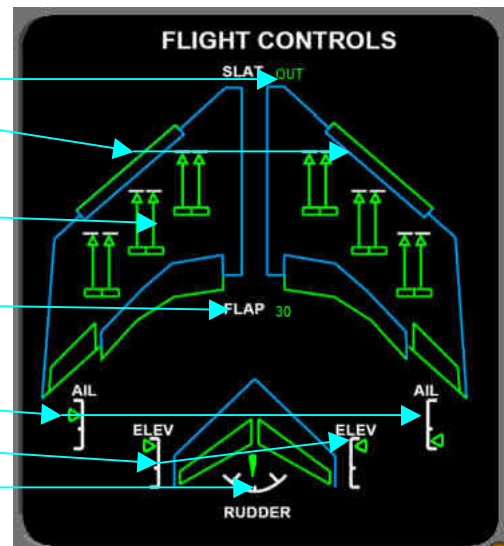 FLIGHT CONTROLS
SLAT OUT
FLAP 30
AIL AIL
ELEV ELEV
RUDDER